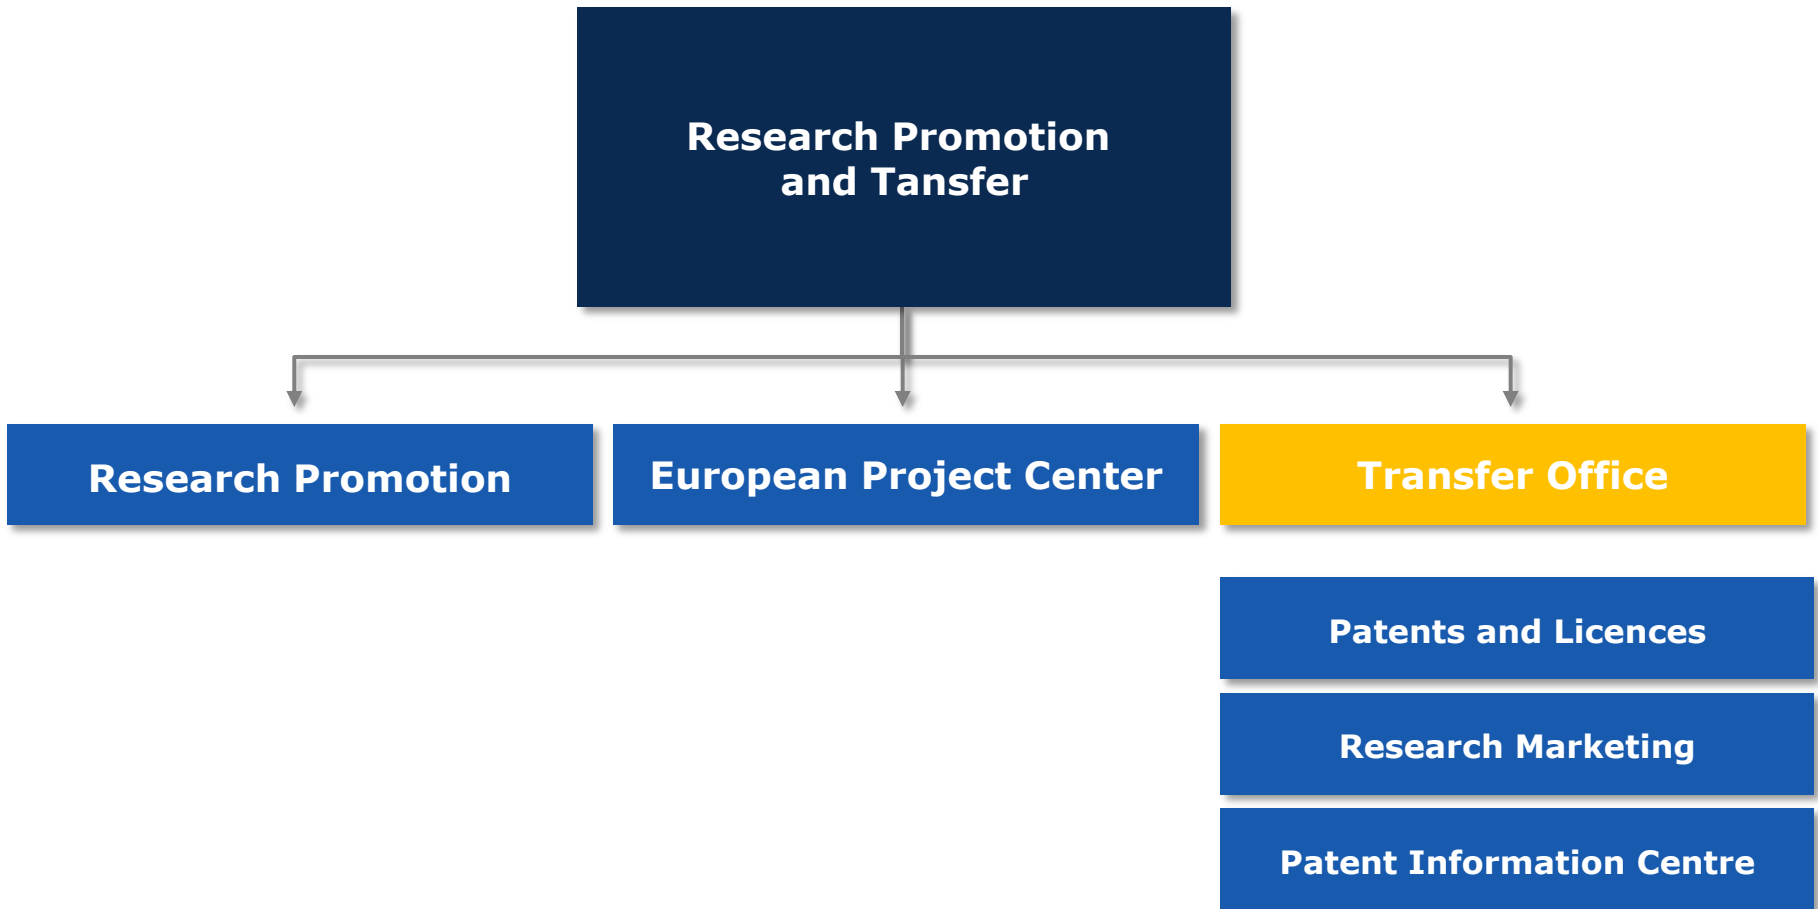 Research Promotion
and Tansfer
Research Promotion
European Project Center
Transfer Office
Patents and Licences
Research Marketing
Patent Information Centre